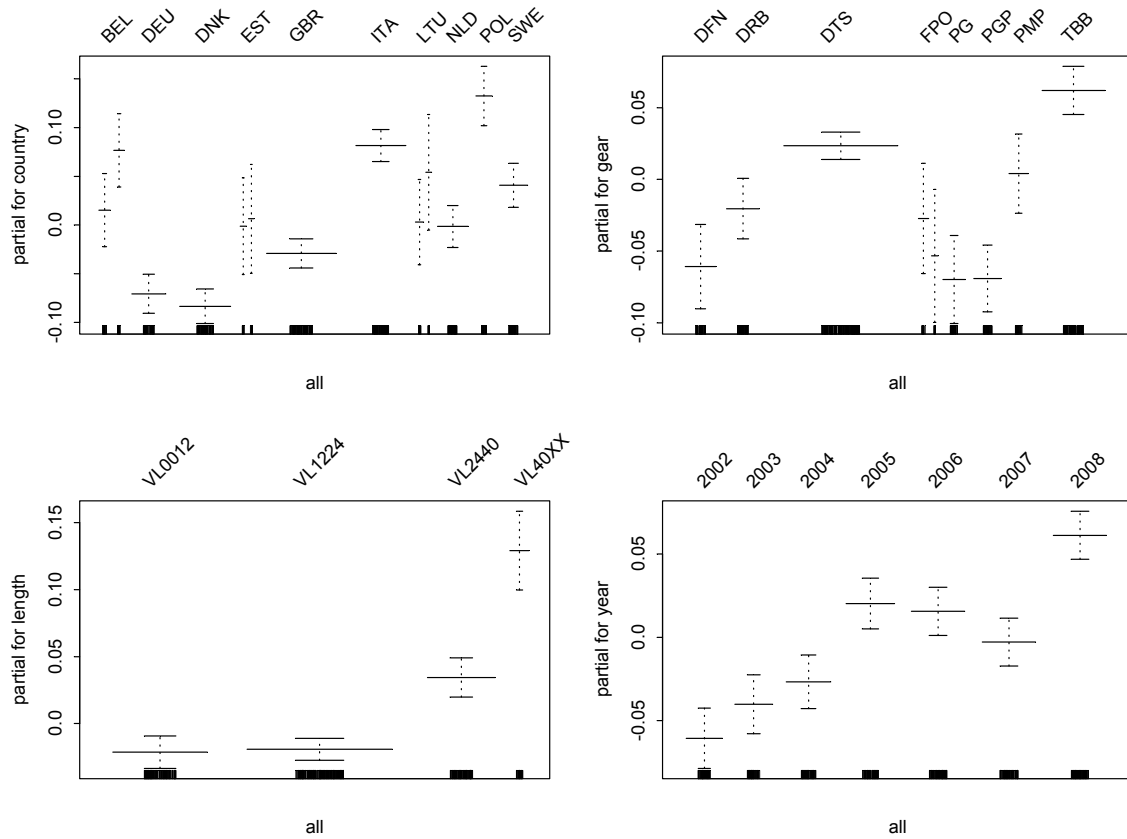 BEL DEU DNK EST GBR ITA LTU NLD POL SWE
partial for country
0.10
0.0
-0.10
all
DFN DRB DTS FPO PG PGP PMP TBB
partial for gear
0.05
0.0
-0.05
-0.10
all
VL0012 VL1224 VL2440 VL40XX
partial for length
0.15
0.10
0.05
0.0
all
2002 2003 2004 2005 2006 2007 2008
partial for year
0.05
0.0
-0.05
all